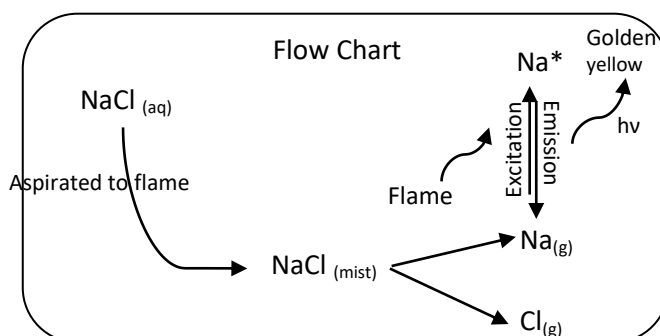 Flow Chart
Golden
yellow
Na*
NaCl (aq)
Excitation
Emission
hν
Aspirated to flame
Flame
NaCl (mist)
Na(g)
Cl(g)